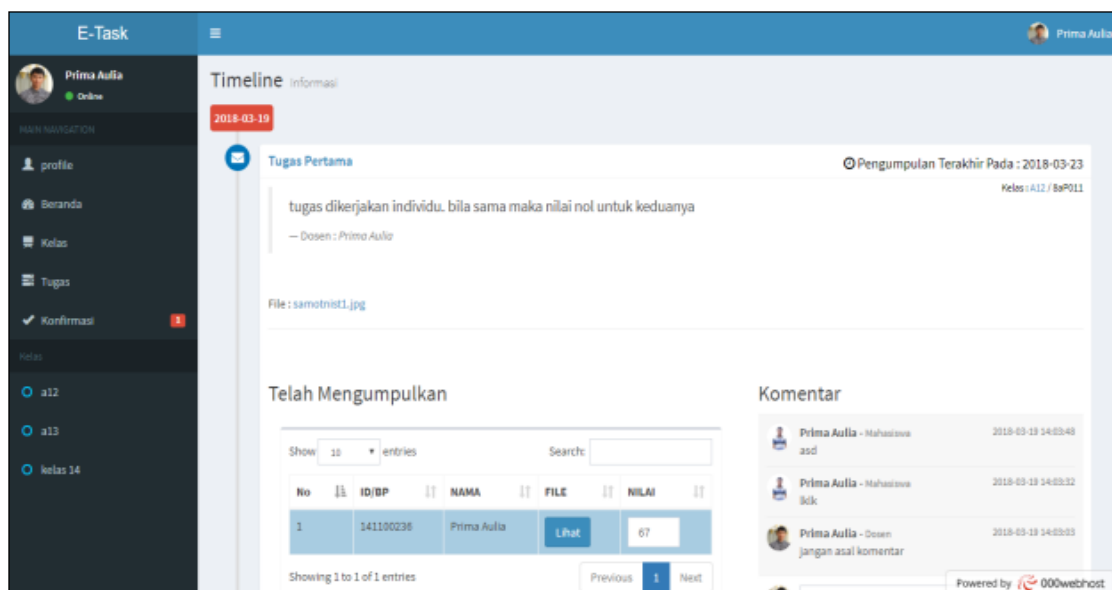 E-Task
Prima Aulia
Prima Aulia
Online
MAIN NAVIGATION
profile
Beranda
Kelas
Tugas
Konfirmasi 1
Kelas
a12
a13
kelas 14
Timeline Informasi
2018-03-19
Tugas Pertama
Pengumpulan Terakhir Pada : 2018-03-23
Kelas : A12 / BaP011
tugas dikerjakan individu. bila sama maka nilai nol untuk keduanya
— Dosen : Prima Aulia
File : samotnist1.jpg
Telah Mengumpulkan
Show 10 entries Search:
No ID/BP NAMA FILE NILAI
1 141100236 Prima Aulia Lihat 67
Showing 1 to 1 of 1 entries Previous 1 Next
Komentar
Prima Aulia - Mahasiswa 2018-03-19 14:03:48
asd
Prima Aulia - Mahasiswa 2018-03-19 14:03:32
Prima Aulia - Dosen 2018-03-19 14:03:03
jangan asal komentar
Powered by 000webhost